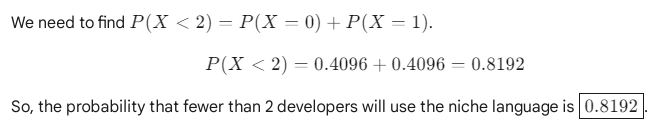 We need to find P(X < 2) = P(X = 0) + P(X = 1).
P(X < 2) = 0.4096 + 0.4096 = 0.8192
So, the probability that fewer than 2 developers will use the niche language is 0.8192.